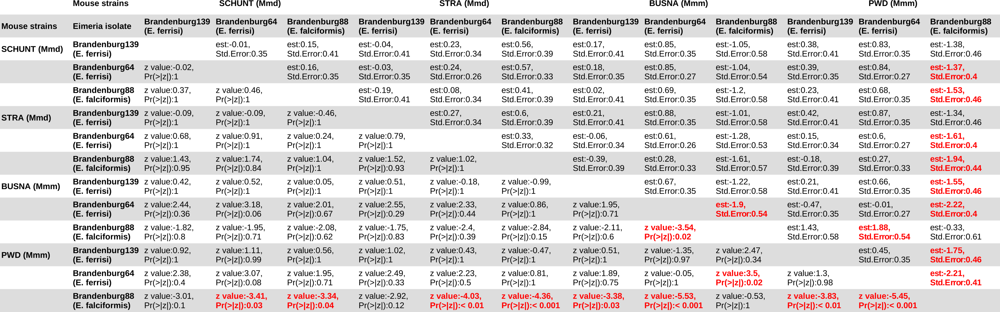 Mouse strains SCHUNT (Mmd) STRA (Mmd) BUSNA (Mmm) PWD (Mmm)
Mouse strains Eimeria isolate Brandenburg139 (E. ferrisi) Brandenburg64 (E. ferrisi) Brandenburg88 (E. falciformis) Brandenburg139 (E. ferrisi) Brandenburg64 (E. ferrisi) Brandenburg88 (E. falciformis) Brandenburg139 (E. ferrisi) Brandenburg64 (E. ferrisi) Brandenburg88 (E. falciformis) Brandenburg139 (E. ferrisi) Brandenburg64 (E. ferrisi) Brandenburg88 (E. falciformis)
SCHUNT (Mmd) Brandenburg139 (E. ferrisi) est:-0.01, Std.Error:0.35 est:0.15, Std.Error:0.41 est:-0.04, Std.Error:0.41 est:0.23, Std.Error:0.34 est:0.56, Std.Error:0.39 est:0.17, Std.Error:0.41 est:0.85, Std.Error:0.35 est:-1.05, Std.Error:0.58 est:0.38, Std.Error:0.41 est:0.83, Std.Error:0.35 est:-1.38, Std.Error:0.46
Brandenburg64 (E. ferrisi) z value:-0.02, Pr(>|z|):1 est:0.16, Std.Error:0.35 est:-0.03, Std.Error:0.35 est:0.24, Std.Error:0.26 est:0.57, Std.Error:0.33 est:0.18, Std.Error:0.35 est:0.85, Std.Error:0.27 est:-1.04, Std.Error:0.54 est:0.39, Std.Error:0.35 est:0.84, Std.Error:0.27 est:-1.37, Std.Error:0.4
Brandenburg88 (E. falciformis) z value:0.37, Pr(>|z|):1 z value:0.46, Pr(>|z|):1 est:-0.19, Std.Error:0.41 est:0.08, Std.Error:0.34 est:0.41, Std.Error:0.39 est:0.02, Std.Error:0.41 est:0.69, Std.Error:0.35 est:-1.2, Std.Error:0.58 est:0.23, Std.Error:0.41 est:0.68, Std.Error:0.35 est:-1.53, Std.Error:0.46
STRA (Mmd) Brandenburg139 (E. ferrisi) z value:-0.09, Pr(>|z|):1 z value:-0.09, Pr(>|z|):1 z value:-0.46, Pr(>|z|):1 est:0.27, Std.Error:0.34 est:0.6, Std.Error:0.39 est:0.21, Std.Error:0.41 est:0.88, Std.Error:0.35 est:-1.01, Std.Error:0.58 est:0.42, Std.Error:0.41 est:0.87, Std.Error:0.35 est:-1.34, Std.Error:0.46
Brandenburg64 (E. ferrisi) z value:0.68, Pr(>|z|):1 z value:0.91, Pr(>|z|):1 z value:0.24, Pr(>|z|):1 z value:0.79, Pr(>|z|):1 est:0.33, Std.Error:0.32 est:-0.06, Std.Error:0.34 est:0.61, Std.Error:0.26 est:-1.28, Std.Error:0.53 est:0.15, Std.Error:0.34 est:0.6, Std.Error:0.27 est:-1.61, Std.Error:0.4
Brandenburg88 (E. falciformis) z value:1.43, Pr(>|z|):0.95 z value:1.74, Pr(>|z|):0.84 z value:1.04, Pr(>|z|):1 z value:1.52, Pr(>|z|):0.93 z value:1.02, Pr(>|z|):1 est:-0.39, Std.Error:0.39 est:0.28, Std.Error:0.33 est:-1.61, Std.Error:0.57 est:-0.18, Std.Error:0.39 est:0.27, Std.Error:0.33 est:-1.94, Std.Error:0.44
BUSNA (Mmm) Brandenburg139 (E. ferrisi) z value:0.42, Pr(>|z|):1 z value:0.52, Pr(>|z|):1 z value:0.05, Pr(>|z|):1 z value:0.51, Pr(>|z|):1 z value:-0.18, Pr(>|z|):1 z value:-0.99, Pr(>|z|):1 est:0.67, Std.Error:0.35 est:-1.22, Std.Error:0.58 est:0.21, Std.Error:0.41 est:0.66, Std.Error:0.35 est:-1.55, Std.Error:0.46
Brandenburg64 (E. ferrisi) z value:2.44, Pr(>|z|):0.36 z value:3.18, Pr(>|z|):0.06 z value:2.01, Pr(>|z|):0.67 z value:2.55, Pr(>|z|):0.29 z value:2.33, Pr(>|z|):0.44 z value:0.86, Pr(>|z|):1 z value:1.95, Pr(>|z|):0.71 est:-1.9, Std.Error:0.54 est:-0.47, Std.Error:0.35 est:-0.01, Std.Error:0.27 est:-2.22, Std.Error:0.4
Brandenburg88 (E. falciformis) z value:-1.82, Pr(>|z|):0.8 z value:-1.95, Pr(>|z|):0.71 z value:-2.08, Pr(>|z|):0.62 z value:-1.75, Pr(>|z|):0.83 z value:-2.4, Pr(>|z|):0.39 z value:-2.84, Pr(>|z|):0.15 z value:-2.11, Pr(>|z|):0.6 z value:-3.54, Pr(>|z|):0.02 est:1.43, Std.Error:0.58 est:1.88, Std.Error:0.54 est:-0.33, Std.Error:0.61
PWD (Mmm) Brandenburg139 (E. ferrisi) z value:0.92, Pr(>|z|):1 z value:1.11, Pr(>|z|):0.99 z value:0.56, Pr(>|z|):1 z value:1.02, Pr(>|z|):1 z value:0.43, Pr(>|z|):1 z value:-0.47, Pr(>|z|):1 z value:0.51, Pr(>|z|):1 z value:-1.35, Pr(>|z|):0.97 z value:2.47, Pr(>|z|):0.34 est:0.45, Std.Error:0.35 est:-1.75, Std.Error:0.46
Brandenburg64 (E. ferrisi) z value:2.38, Pr(>|z|):0.4 z value:3.07, Pr(>|z|):0.08 z value:1.95, Pr(>|z|):0.71 z value:2.49, Pr(>|z|):0.33 z value:2.23, Pr(>|z|):0.5 z value:0.81, Pr(>|z|):1 z value:1.89, Pr(>|z|):0.75 z value:-0.05, Pr(>|z|):1 z value:3.5, Pr(>|z|):0.02 z value:1.3, Pr(>|z|):0.98 est:-2.21, Std.Error:0.41
Brandenburg88 (E. falciformis) z value:-3.01, Pr(>|z|):0.1 z value:-3.41, Pr(>|z|):0.03 z value:-3.34, Pr(>|z|):0.04 z value:-2.92, Pr(>|z|):0.12 z value:-4.03, Pr(>|z|):< 0.01 z value:-4.36, Pr(>|z|):< 0.001 z value:-3.38, Pr(>|z|):0.03 z value:-5.53, Pr(>|z|):< 0.001 z value:-0.53, Pr(>|z|):1 z value:-3.83, Pr(>|z|):< 0.01 z value:-5.45, Pr(>|z|):< 0.001